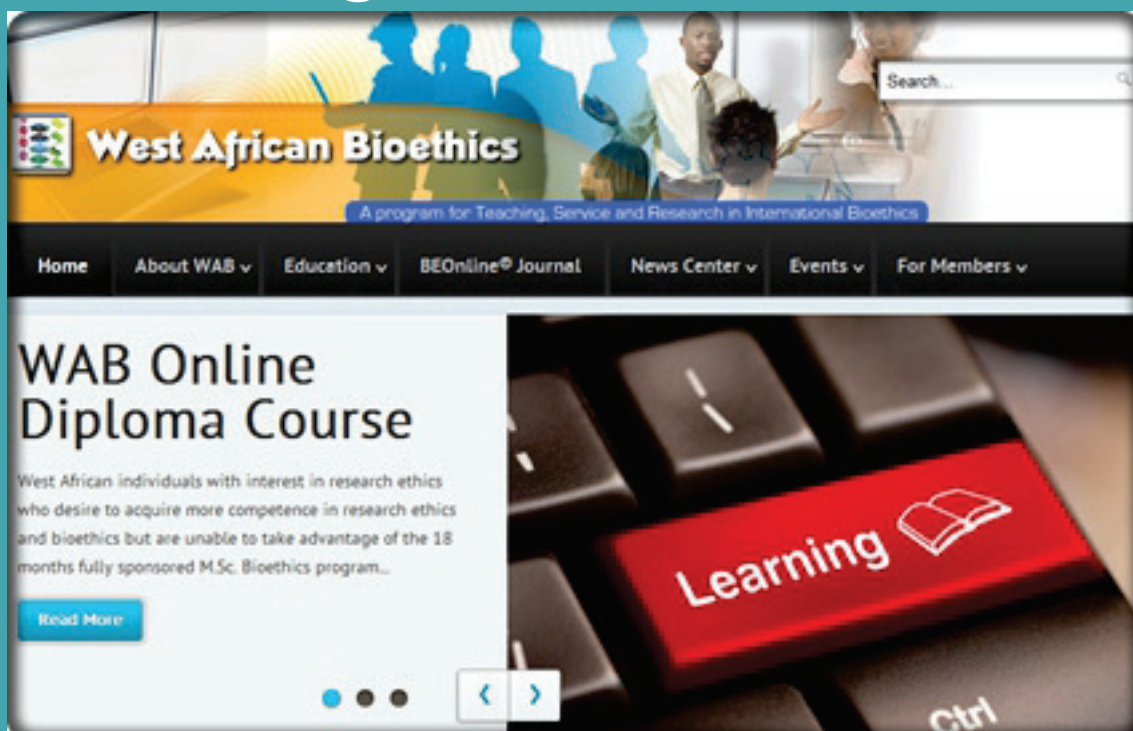 Search...
West African Bioethics
A program for Teaching, Service and Research in International Bioethics
Home About WAB Education BEOnline© Journal News Center Events For Members
WAB Online
Diploma Course
West African individuals with interest in research ethics
who desire to acquire more competence in research ethics
and bioethics but are unable to take advantage of the 18
months fully sponsored M.Sc. Bioethics program...
Read More
Learning
Ctrl